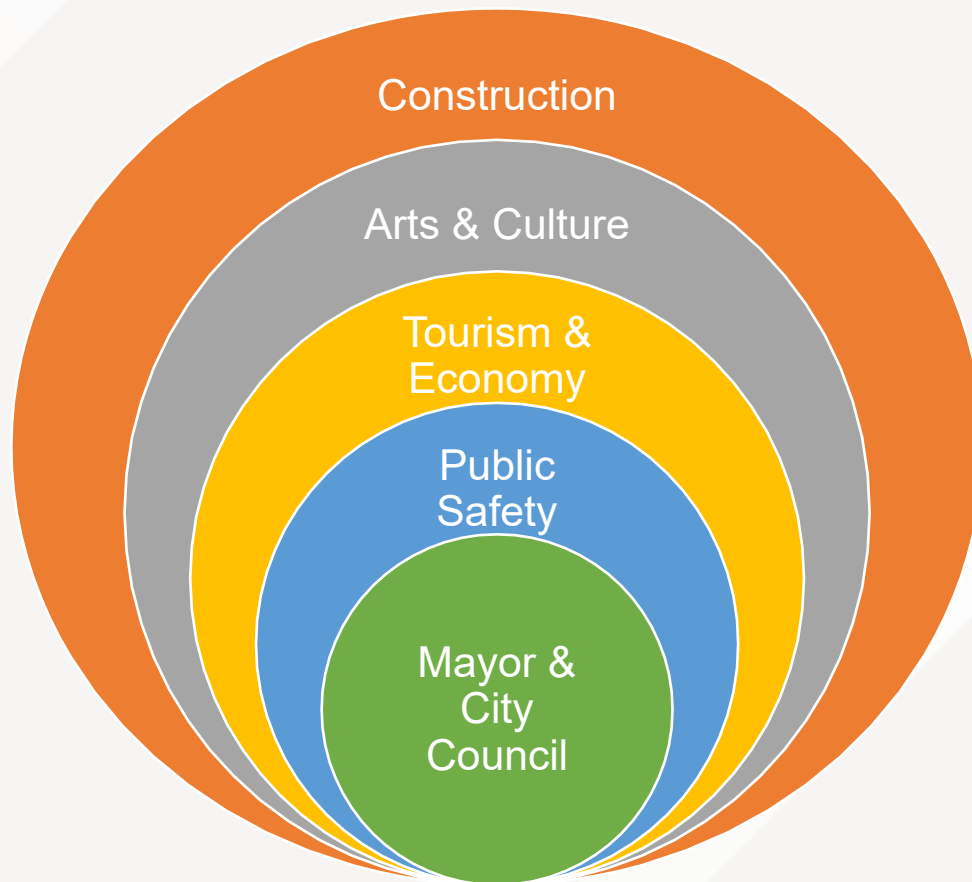 Construction
Arts & Culture
Tourism &
Economy
Public
Safety
Mayor &
City
Council